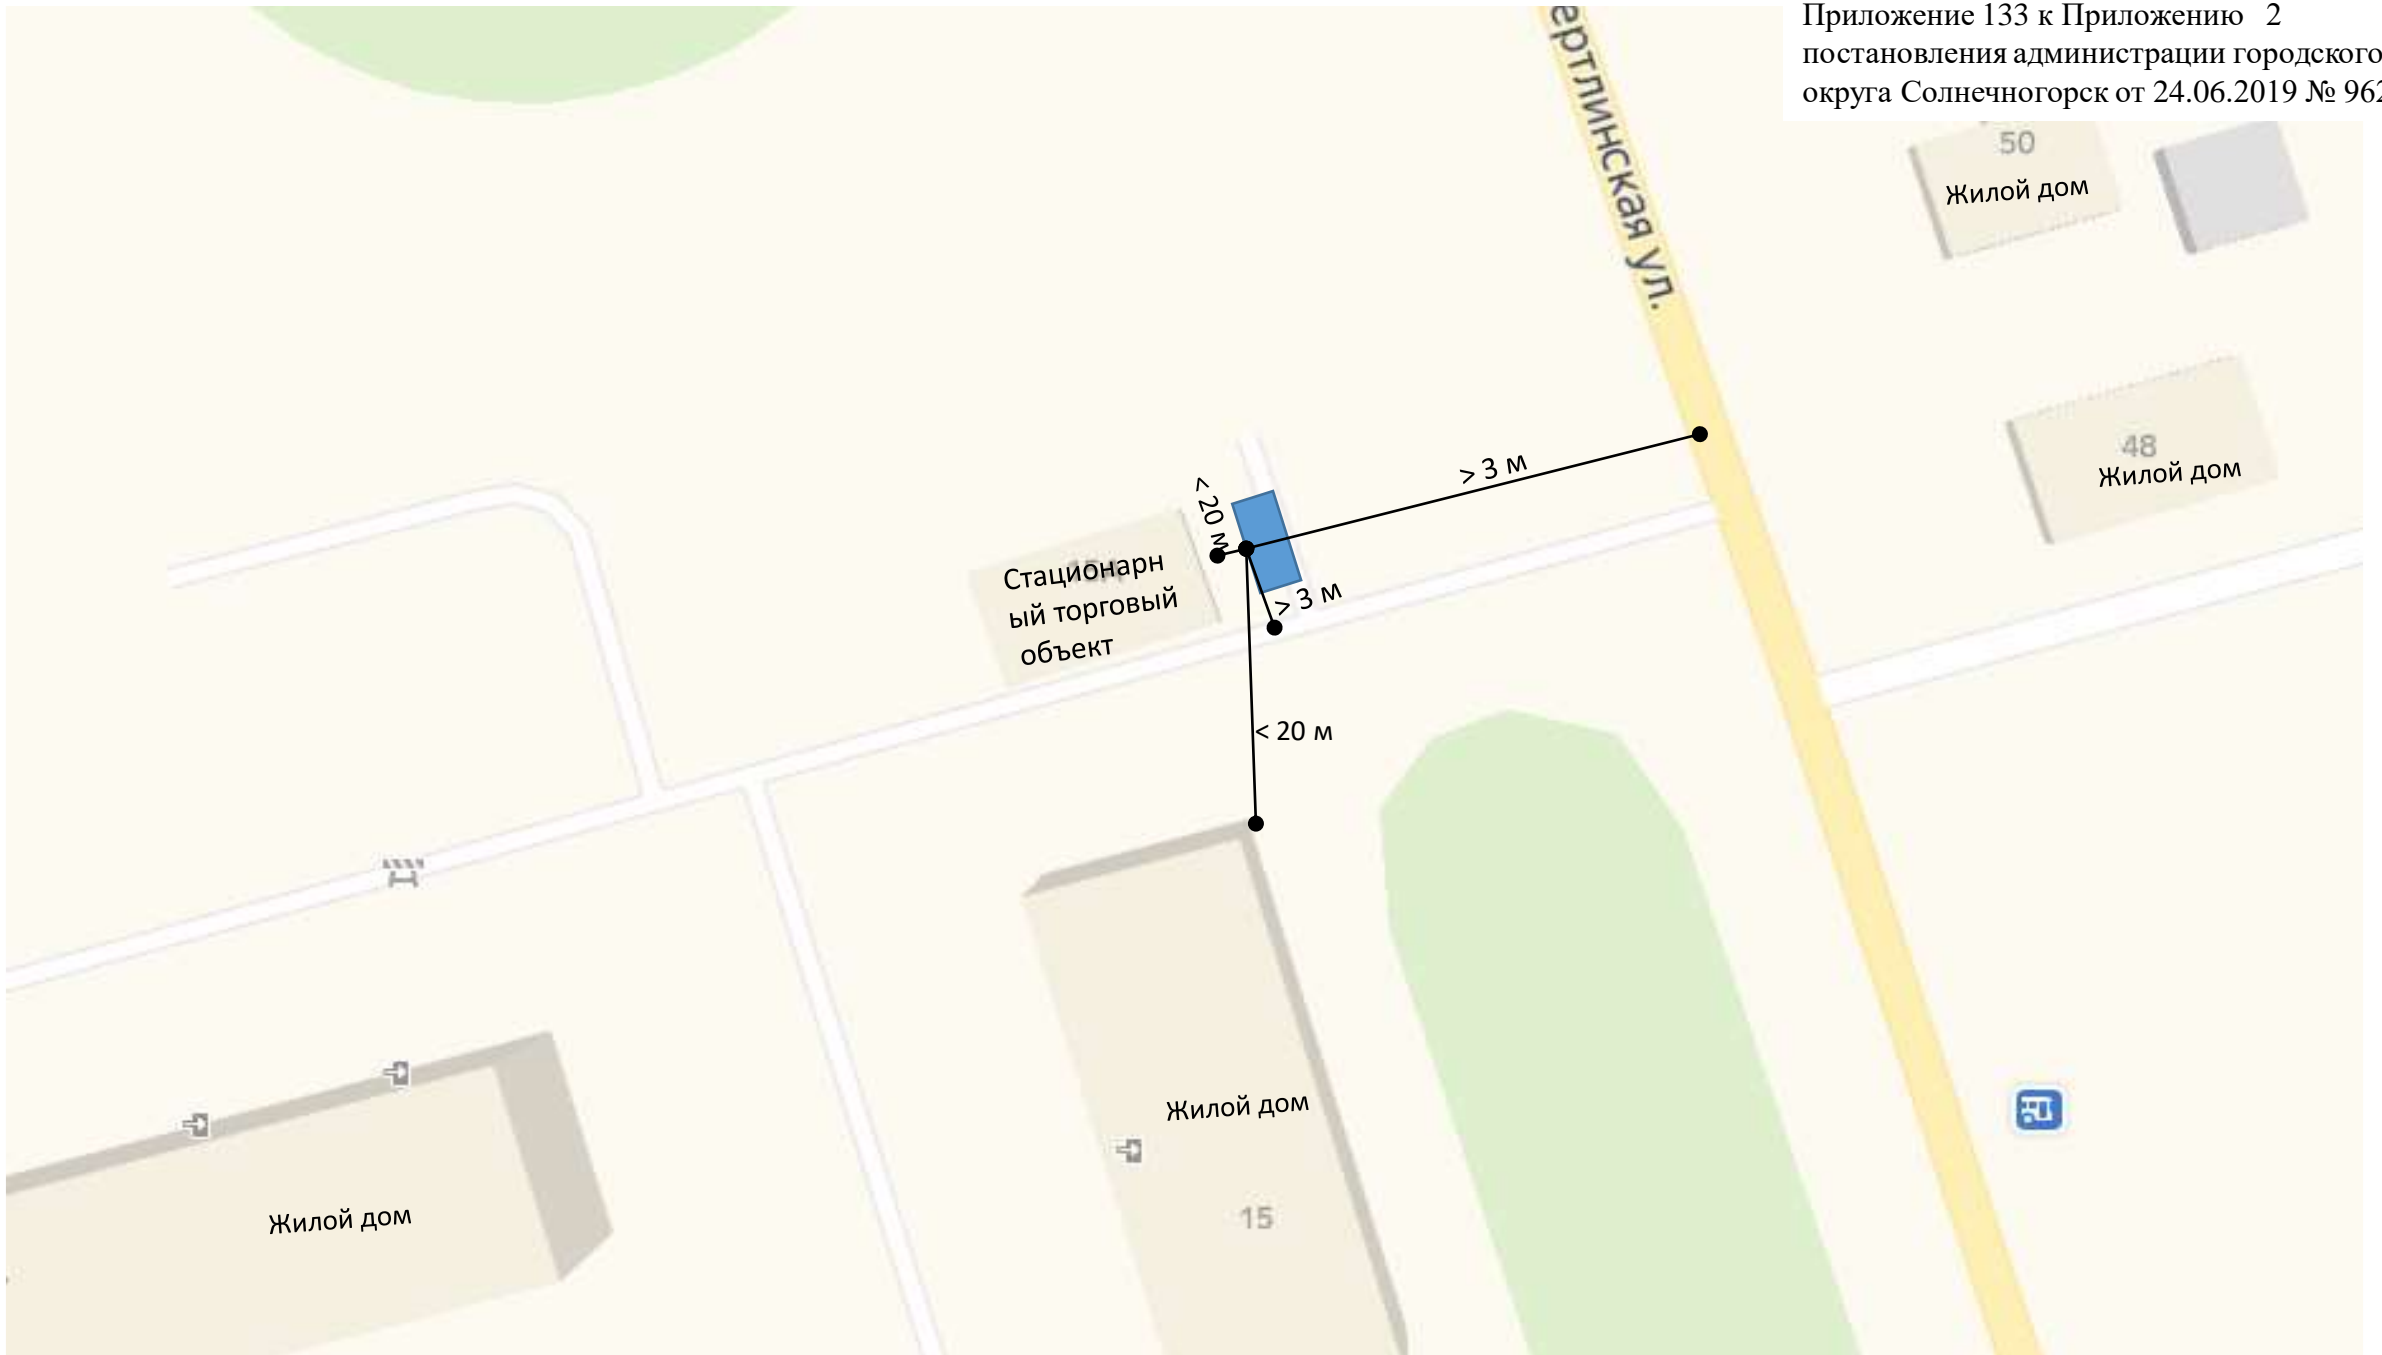 Приложение 133 к Приложению 2
постановления администрации городского
округа Солнечногорск от 24.06.2019 № 962
ертлинская ул.
50
Жилой дом
48
Жилой дом
> 3 м
< 20 м
Стационарн
ый торговый
объект
> 3 м
< 20 м
Жилой дом
15
Жилой дом